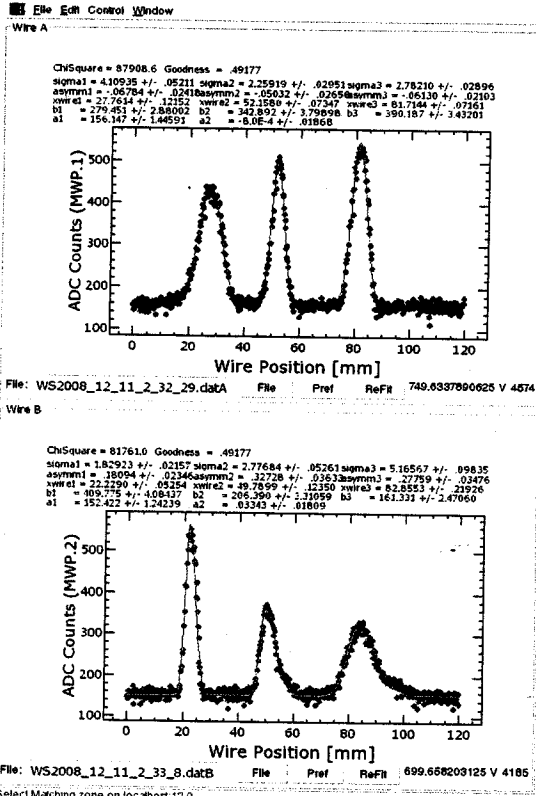 File Edit Control Window
Wire A
ChiSquare = 87908.6 Goodness = .49177
sigma1 = 4.10935 +/- .05211 sigma2 = 2.25919 +/- .02951 sigma3 = 2.78210 +/- .02896
asymm1 = -.06784 +/- .02418 asymm2 = -.05032 +/- .02656 asymm3 = -.06130 +/- .02103
xwire1 = 27.7614 +/- .12152 xwire2 = 52.1580 +/- .07347 xwire3 = 81.7144 +/- .07161
b1 = 279.451 +/- 2.88002 b2 = 342.892 +/- 3.79898 b3 = 390.187 +/- 3.43201
a1 = 156.147 +/- 1.44591 a2 = -8.0E-4 +/- .01868
ADC Counts (MWP.1)
500
400
300
200
100
0 20 40 60 80 100 120
Wire Position [mm]
File: WS2008_12_11_2_32_29.datA File Pref ReFit 749.6337890625 V 4574
Wire B
ChiSquare = 81761.0 Goodness = .49177
sigma1 = 1.82923 +/- .02157 sigma2 = 2.77684 +/- .05261 sigma3 = 5.16567 +/- .09835
asymm1 = .18094 +/- .02346 asymm2 = .32728 +/- .03633 asymm3 = .27759 +/- .03476
xwire1 = 22.2290 +/- .05254 xwire2 = 49.7899 +/- .12350 xwire3 = 82.8553 +/- .21926
b1 = 409.775 +/- 4.08437 b2 = 206.390 +/- 3.31059 b3 = 161.331 +/- 2.47060
a1 = 152.422 +/- 1.24239 a2 = .03343 +/- .01809
ADC Counts (MWP.2)
500
400
300
200
100
0 20 40 60 80 100 120
Wire Position [mm]
File: WS2008_12_11_2_33_8.datB File Pref ReFit 699.658203125 V 4185
Select Matching zone on localhost